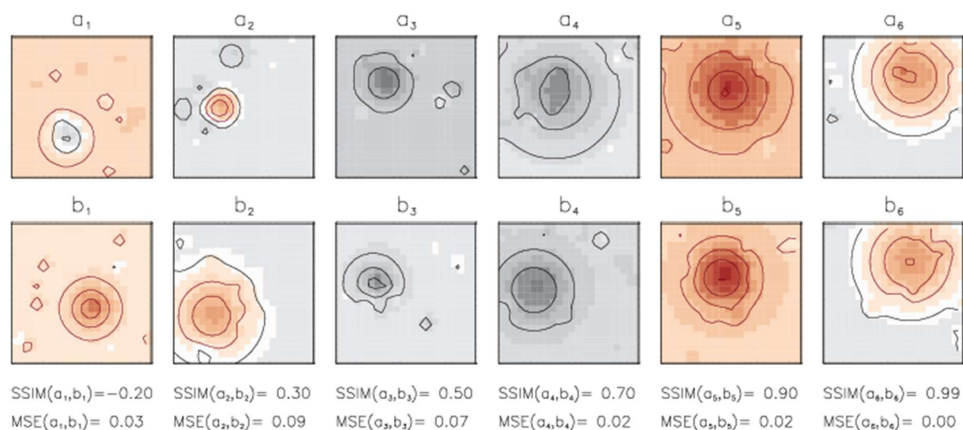 a₁ a₂ a₃ a₄ a₅ a₆
b₁ b₂ b₃ b₄ b₅ b₆
SSIM(a₁,b₁)=−0.20 SSIM(a₂,b₂)= 0.30 SSIM(a₃,b₃)= 0.50 SSIM(a₄,b₄)= 0.70 SSIM(a₅,b₅)= 0.90 SSIM(a₆,b₆)= 0.99
MSE(a₁,b₁)= 0.03 MSE(a₂,b₂)= 0.09 MSE(a₃,b₃)= 0.07 MSE(a₄,b₄)= 0.02 MSE(a₅,b₅)= 0.02 MSE(a₆,b₆)= 0.00